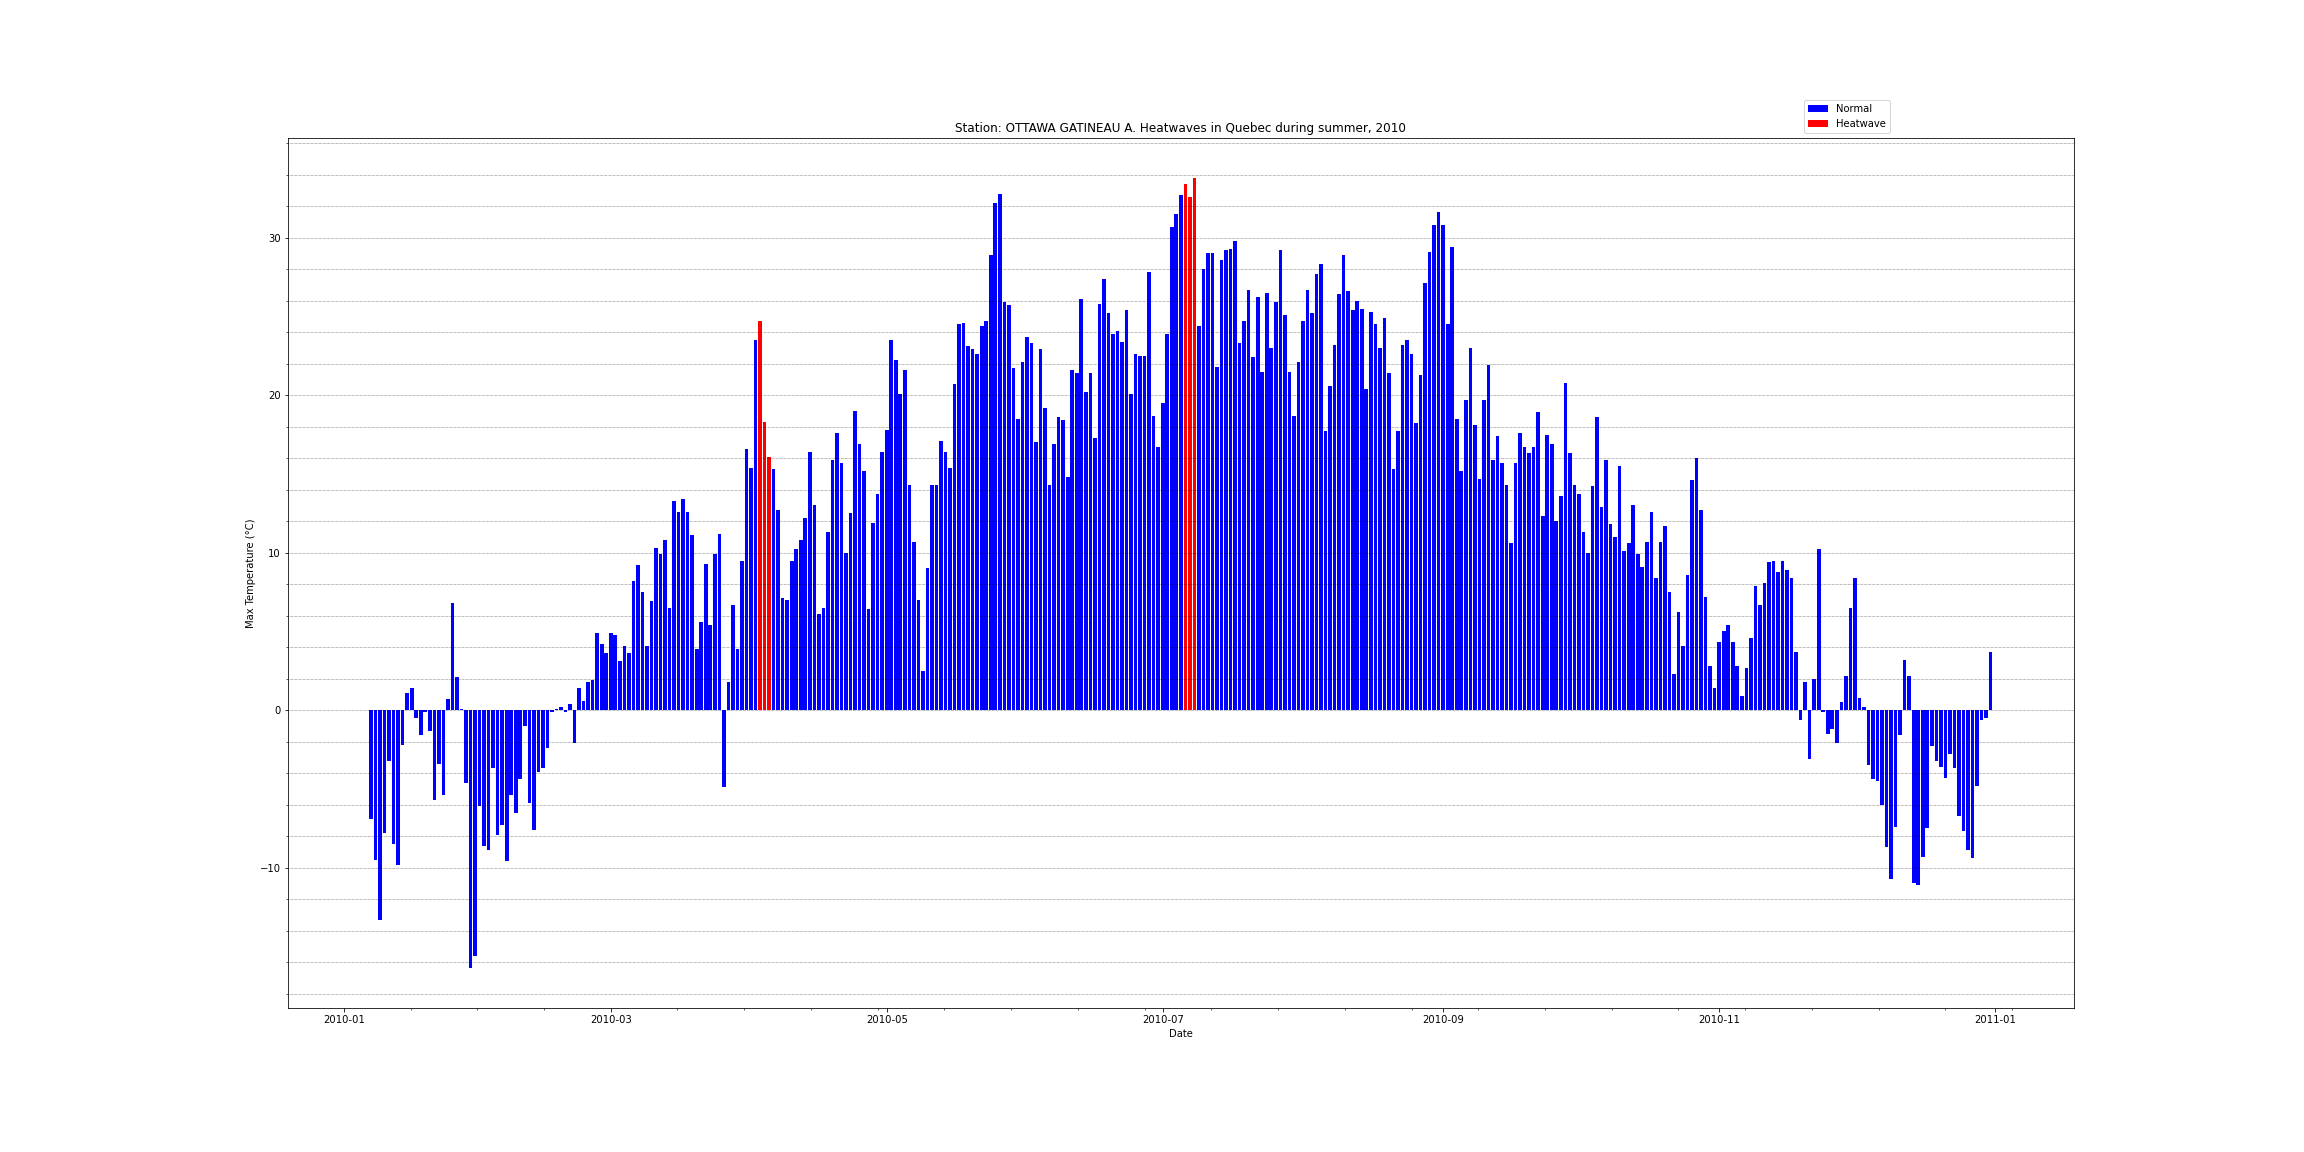 Normal
Heatwave
Station: OTTAWA GATINEAU A. Heatwaves in Quebec during summer, 2010
Max Temperature (°C)
30
20
10
0
−10
2010-01
2010-03
2010-05
2010-07
2010-09
2010-11
2011-01
Date